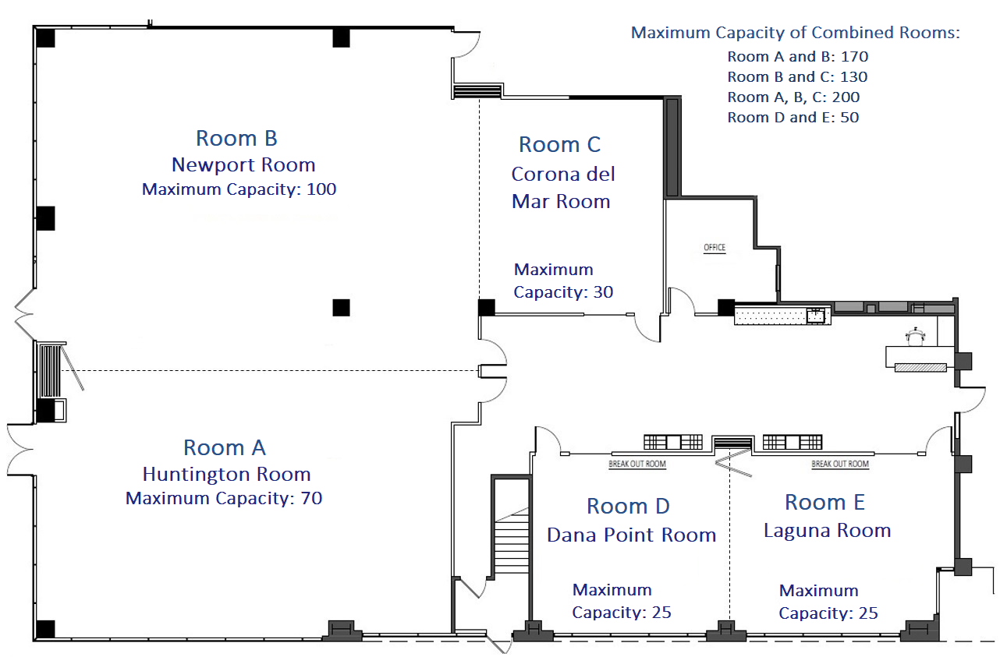 Maximum Capacity of Combined Rooms:
Room A and B: 170
Room B and C: 130
Room A, B, C: 200
Room D and E: 50
Room B
Newport Room
Maximum Capacity: 100
Room C
Corona del
Mar Room
Maximum
Capacity: 30
OFFICE
Room A
Huntington Room
Maximum Capacity: 70
BREAK OUT ROOM
Room D
Dana Point Room
Maximum
Capacity: 25
BREAK OUT ROOM
Room E
Laguna Room
Maximum
Capacity: 25